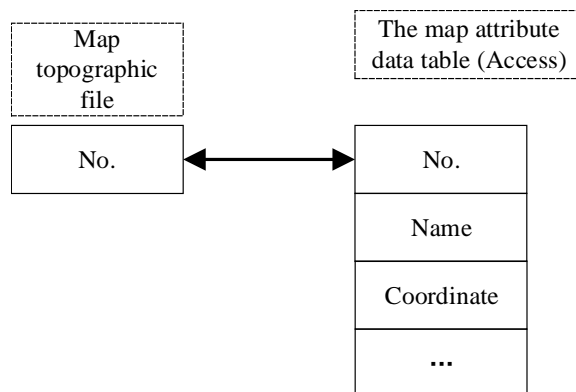 Map
topographic
file
The map attribute
data table (Access)
No.
No.
Name
Coordinate
...